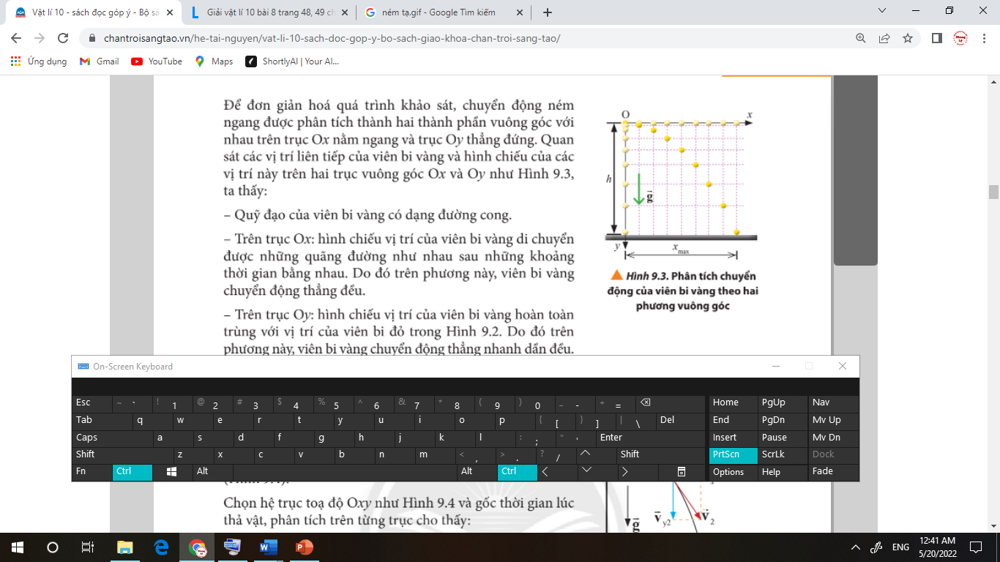 Vật lí 10 - sách đọc góp ý - Bộ sá
Giải vật lí 10 bài 8 trang 48, 49 ch
ném tạ.gif - Google Tìm kiếm
chantroisangtao.vn/he-tai-nguyen/vat-li-10-sach-doc-gop-y-bo-sach-giao-khoa-chan-troi-sang-tao/
Ứng dụng
Gmail
YouTube
Maps
ShortlyAI | Your AI...
Để đơn giản hoá quá trình khảo sát, chuyển động ném
ngang được phân tích thành hai thành phần vuông góc với
nhau trên trục Ox nằm ngang và trục Oy thẳng đứng. Quan
sát các vị trí liên tiếp của viên bi vàng và hình chiếu của các
vị trí này trên hai trục vuông góc Ox và Oy như Hình 9.3,
ta thấy:
– Quỹ đạo của viên bi vàng có dạng đường cong.
– Trên trục Ox: hình chiếu vị trí của viên bi vàng di chuyển
được những quãng đường như nhau sau những khoảng
thời gian bằng nhau. Do đó trên phương này, viên bi vàng
chuyển động thẳng đều.
– Trên trục Oy: hình chiếu vị trí của viên bi vàng hoàn toàn
trùng với vị trí của viên bi đỏ trong Hình 9.2. Do đó trên
phương này, viên bi vàng chuyển động thẳng nhanh dần đều.
O
x
h
g
y
xmax
Hình 9.3. Phân tích chuyển
động của viên bi vàng theo hai
phương vuông góc
On-Screen Keyboard
Esc ~ ` ! 1 @ 2 # 3 $ 4 % 5 ^ 6 & 7 * 8 ( 9 ) 0 _ - + = Home PgUp Nav
Tab q w e r t y u i o p { [ } ] | \ Del End PgDn Mv Up
Caps a s d f g h j k l : ; " ' Enter Insert Pause Mv Dn
Shift z x c v b n m < , > . ? / Shift PrtScn ScrLk Dock
Fn Ctrl Alt Alt Ctrl Options Help Fade
Chọn hệ trục toạ độ Oxy như Hình 9.4 và gốc thời gian lúc
thả vật, phân tích trên từng trục cho thấy:
g
vy2
v2
ENG
12:41 AM
5/20/2022